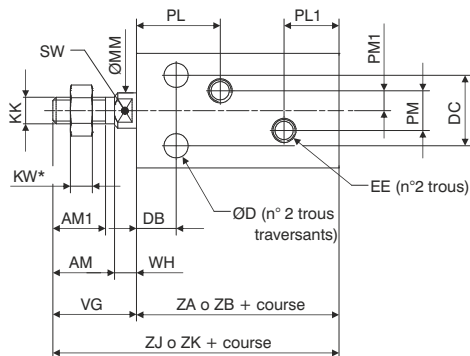 PL
PL1
SW
ØMM
PM1
KK
PM
DC
KW*
EE (n°2 trous)
AM1
DB
ØD (n° 2 trous
traversants)
AM
WH
VG
ZA o ZB + course
ZJ o ZK + course